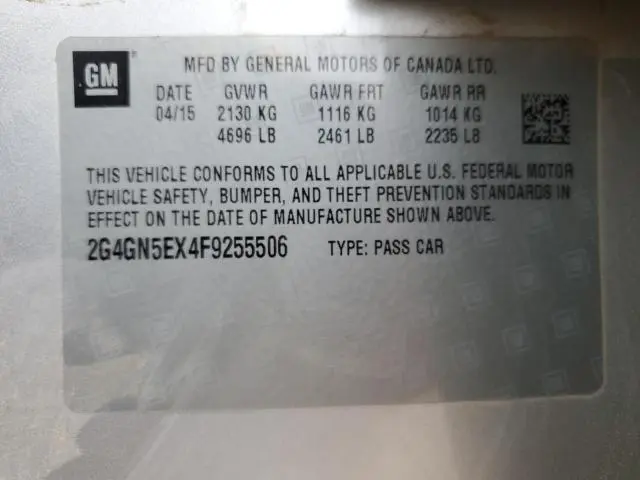 GM
MFD BY GENERAL MOTORS OF CANADA LTD.
DATE GVWR GAWR FRT GAWR RR
04/15 2130 KG 1116 KG 1014 KG
4696 LB 2461 LB 2235 LB
THIS VEHICLE CONFORMS TO ALL APPLICABLE U.S. FEDERAL MOTOR
VEHICLE SAFETY, BUMPER, AND THEFT PREVENTION STANDARDS IN
EFFECT ON THE DATE OF MANUFACTURE SHOWN ABOVE.
2G4GN5EX4F9255506 TYPE: PASS CAR